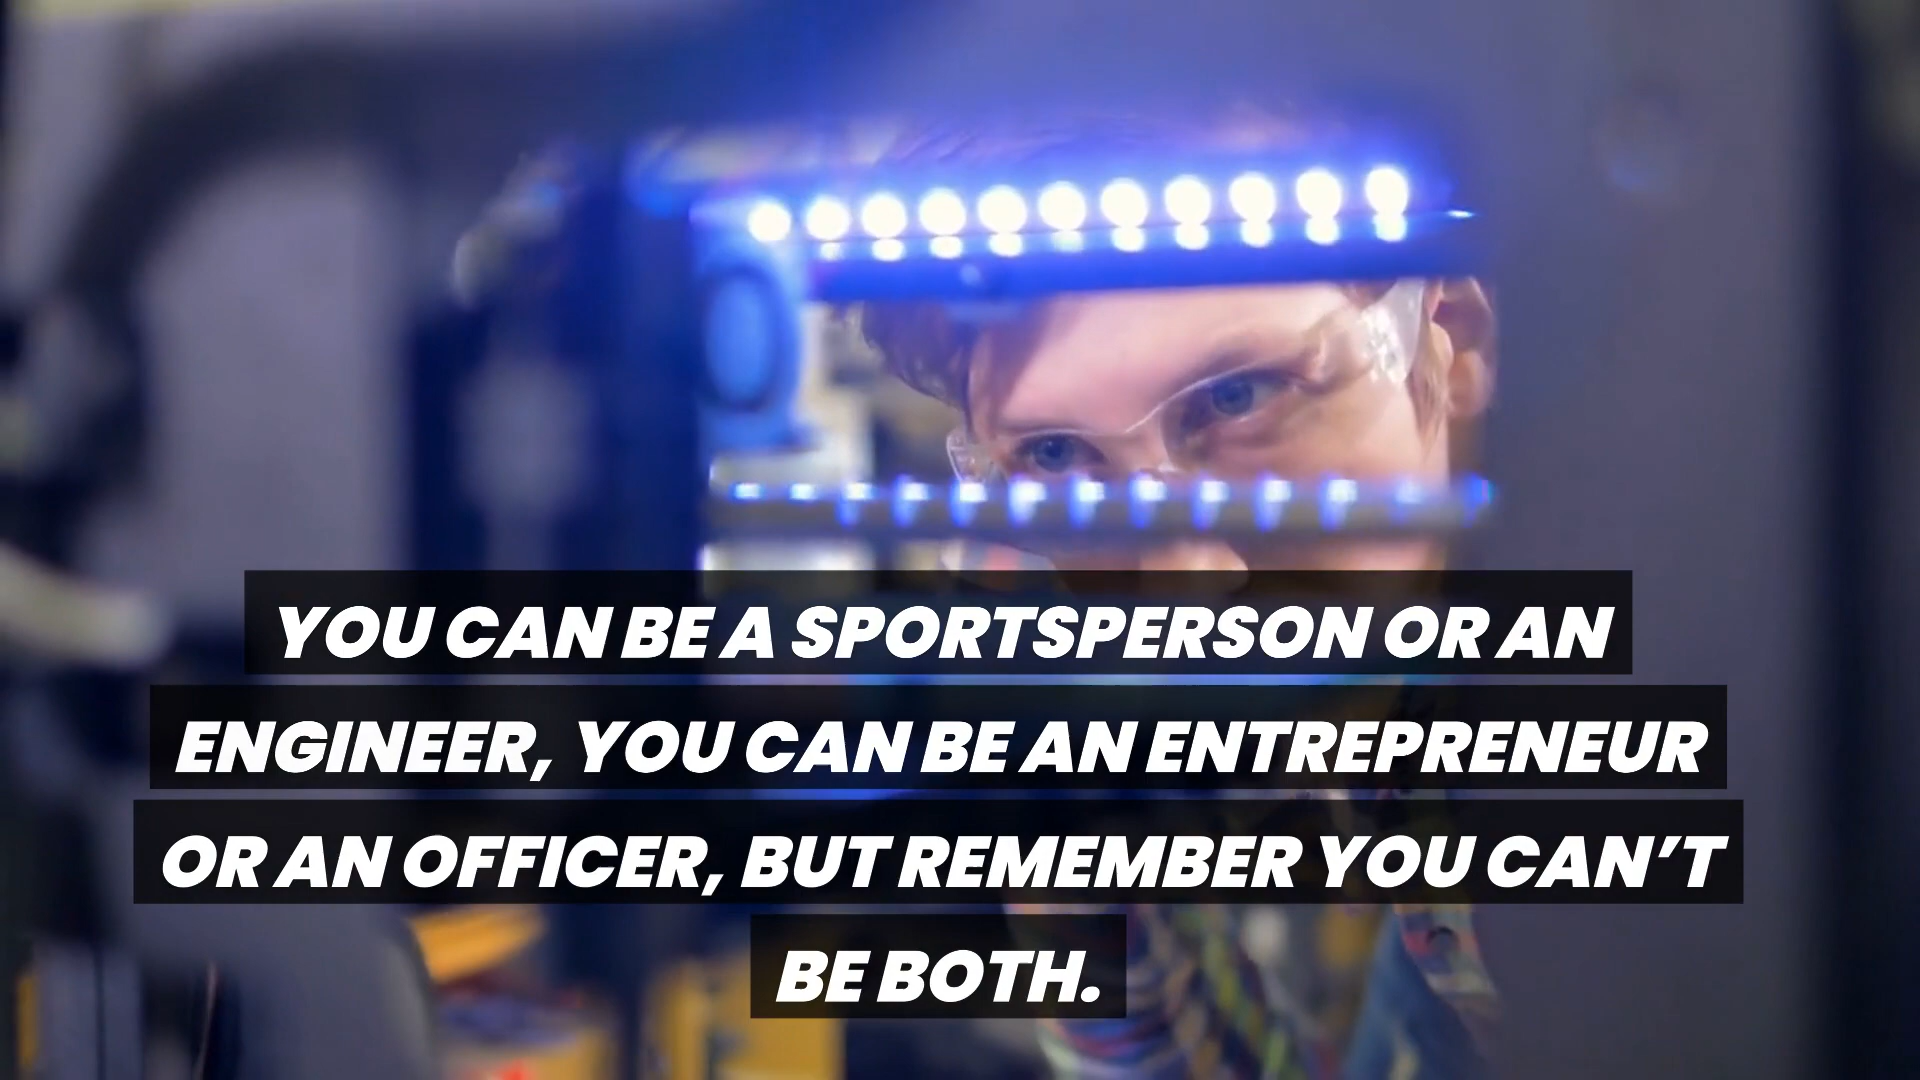 YOU CAN BE A SPORTSPERSON OR AN
ENGINEER, YOU CAN BE AN ENTREPRENEUR
OR AN OFFICER, BUT REMEMBER YOU CAN’T
BE BOTH.